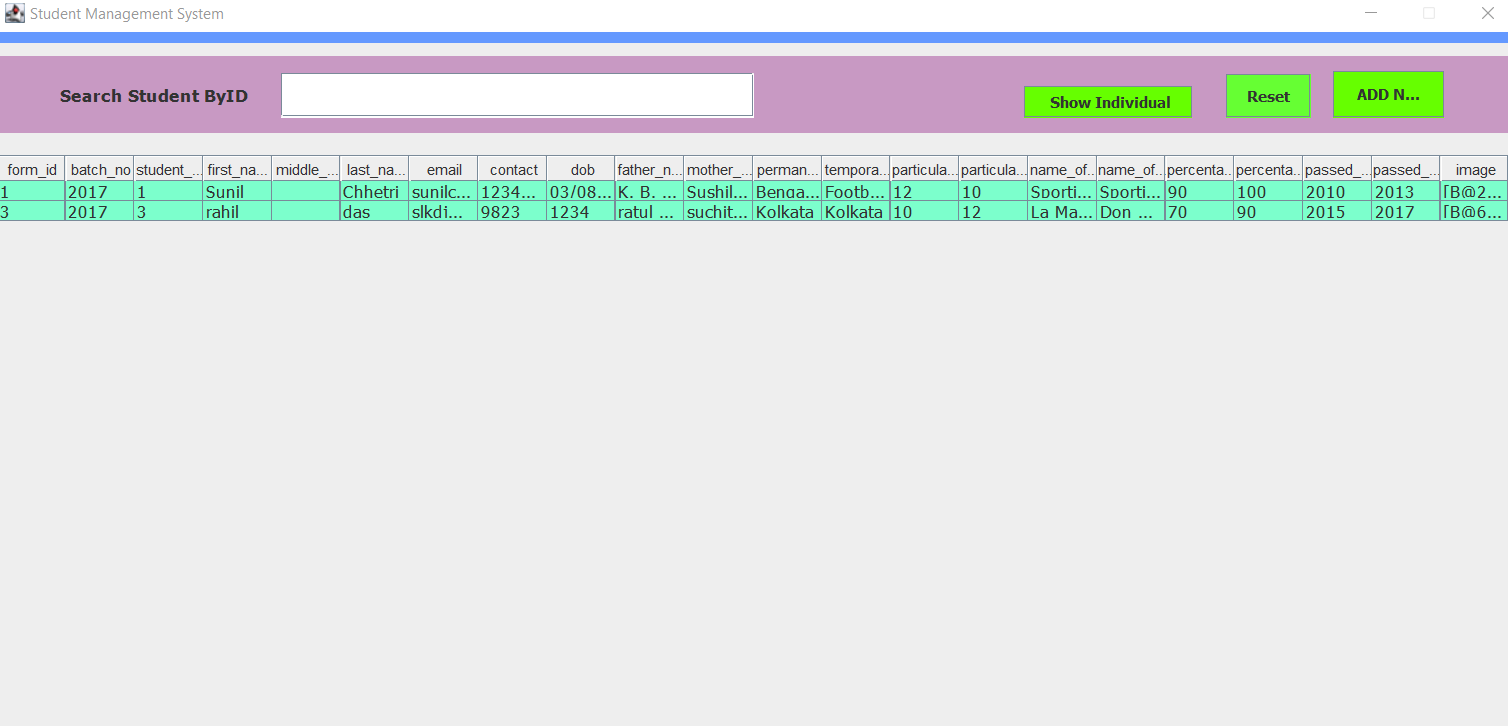 Student Management System
Search Student ByID
Show Individual
Reset
ADD N...
form_id batch_no student_... first_na... middle_... last_na... email contact dob father_n... mother_... perman... tempora... particula... particula... name_of... name_of... percenta... percenta... passed_... passed_... image
1 2017 1 Sunil Chhetri sunilc... 1234... 03/08... K. B. ... Sushil... Benga... Footb... 12 10 Sporti... Sporti... 90 100 2010 2013 [B@2...
3 2017 3 rahil das slkdi... 9823 1234 ratul ... suchit... Kolkata Kolkata 10 12 La Ma... Don ... 70 90 2015 2017 [B@6...